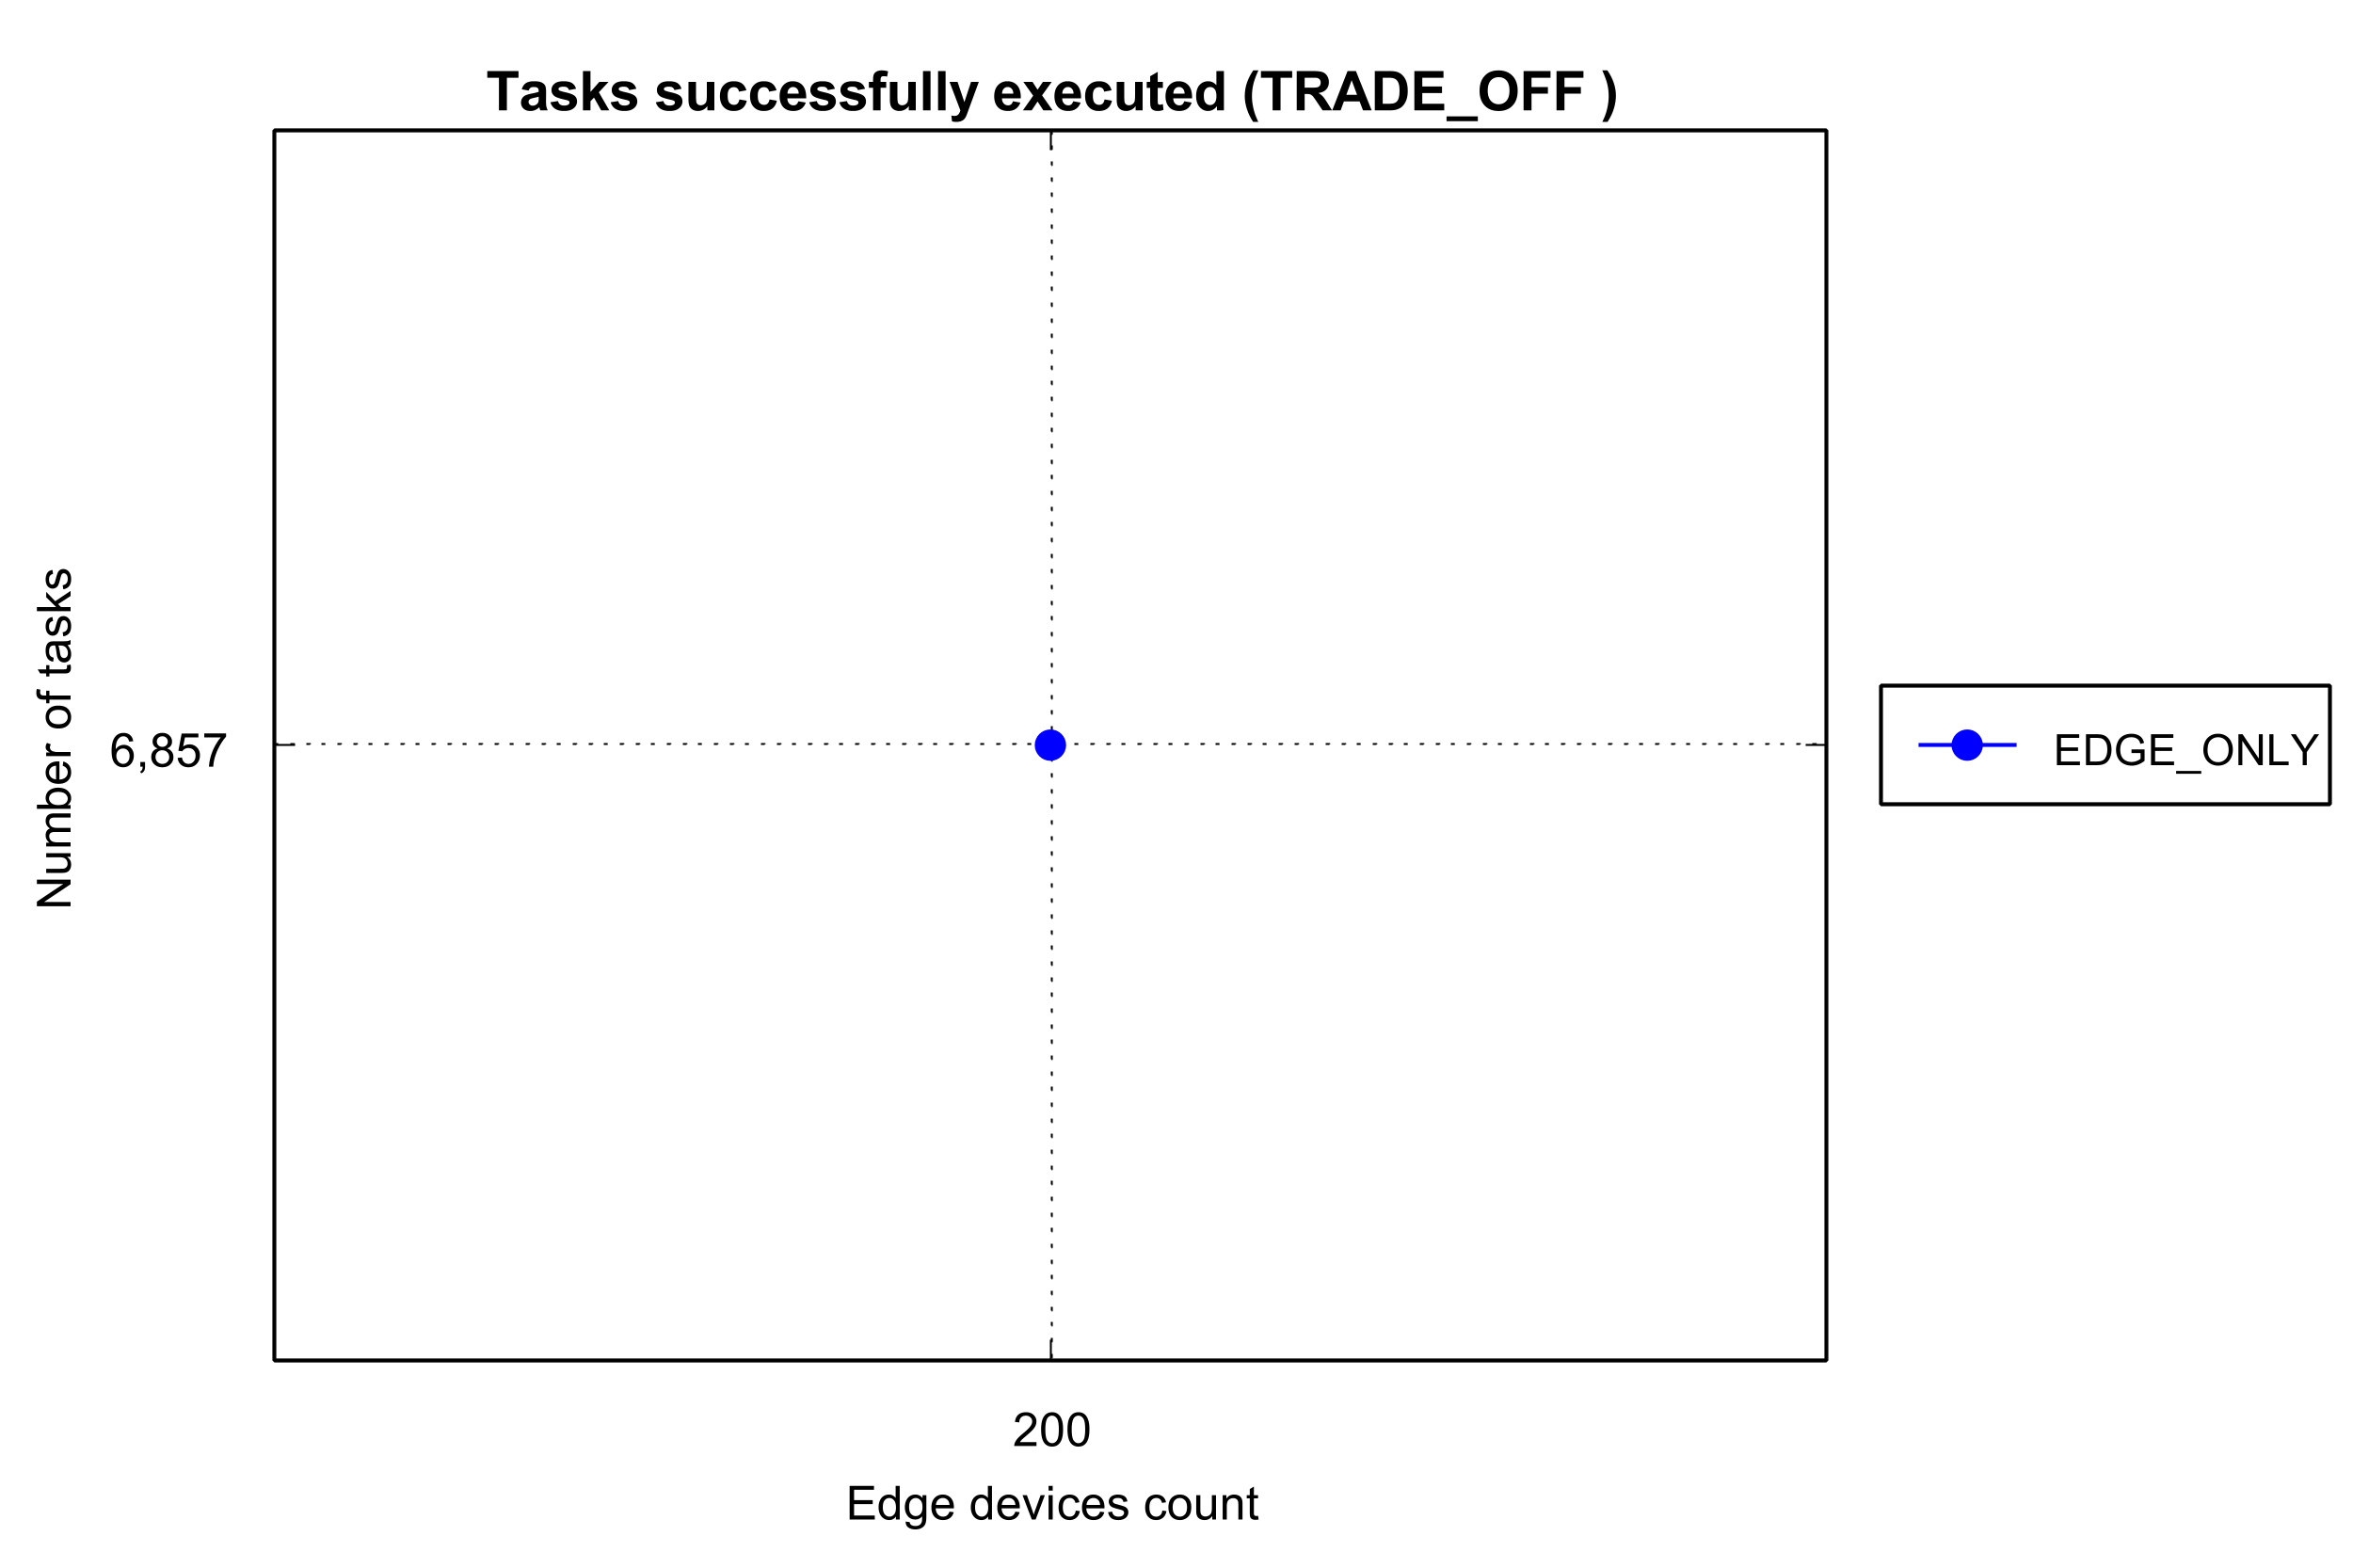 Tasks successfully executed (TRADE_OFF )
Number of tasks
6,857
EDGE_ONLY
200
Edge devices count